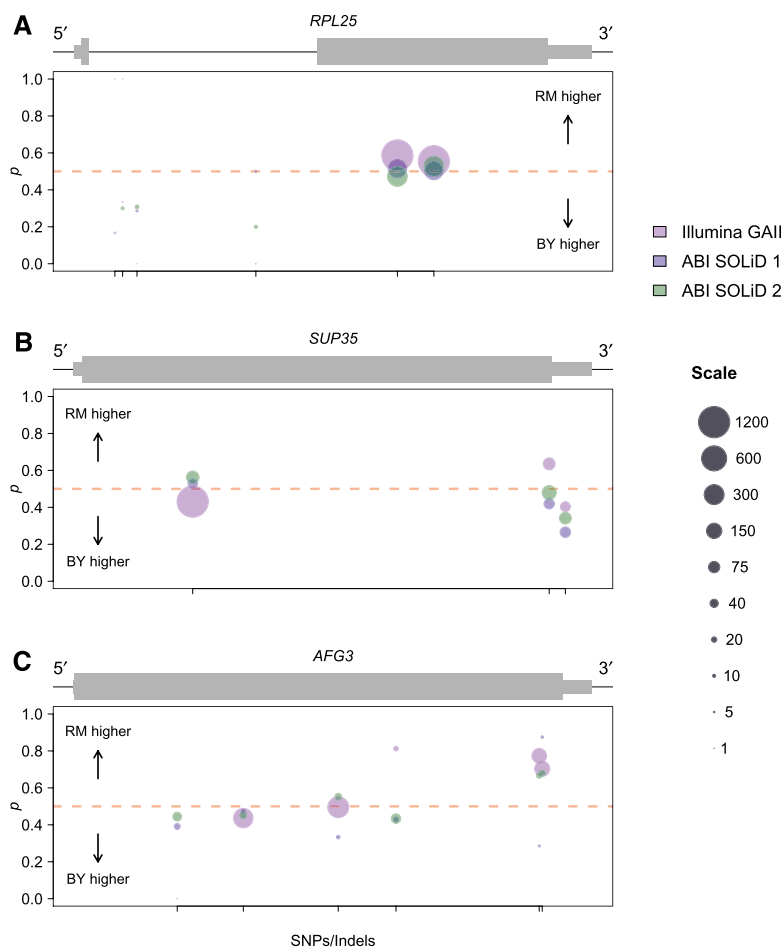 A
RPL25
5′ 3′
1.0
0.8
0.6
0.4
0.2
0.0
p
RM higher
BY higher
Illumina GAII
ABI SOLiD 1
ABI SOLiD 2
B
SUP35
5′ 3′
1.0
0.8
0.6
0.4
0.2
0.0
p
RM higher
BY higher
Scale
1200
600
300
150
75
40
20
10
5
1
C
AFG3
5′ 3′
1.0
0.8
0.6
0.4
0.2
0.0
p
RM higher
BY higher
SNPs/Indels